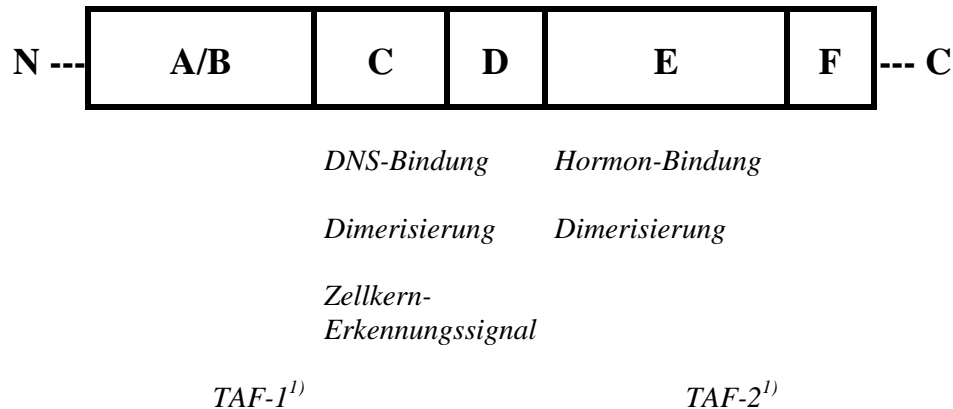 N --- A/B C D E F --- C
DNS-Bindung Hormon-Bindung
Dimerisierung Dimerisierung
Zellkern-
Erkennungssignal
TAF-1¹⁾ TAF-2¹⁾